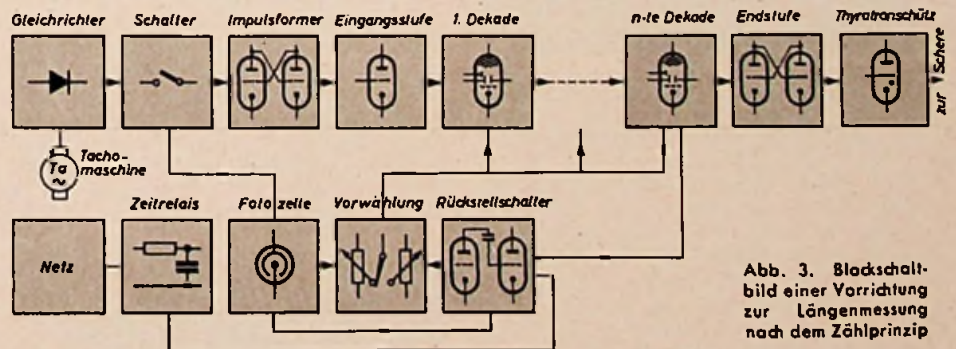 Gleichrichter
Schalter
Impulsformer
Eingangsstufe
1. Dekade
n-te Dekade
Endstufe
Thyratronschütz
zur Schere
Ta
Tacho-
maschine
Zeitrelais
Fotozelle
Vorwählung
Rückstellschalter
Netz
Abb. 3. Blockschalt-
bild einer Vorrichtung
zur Längenmessung
nach dem Zählprinzip